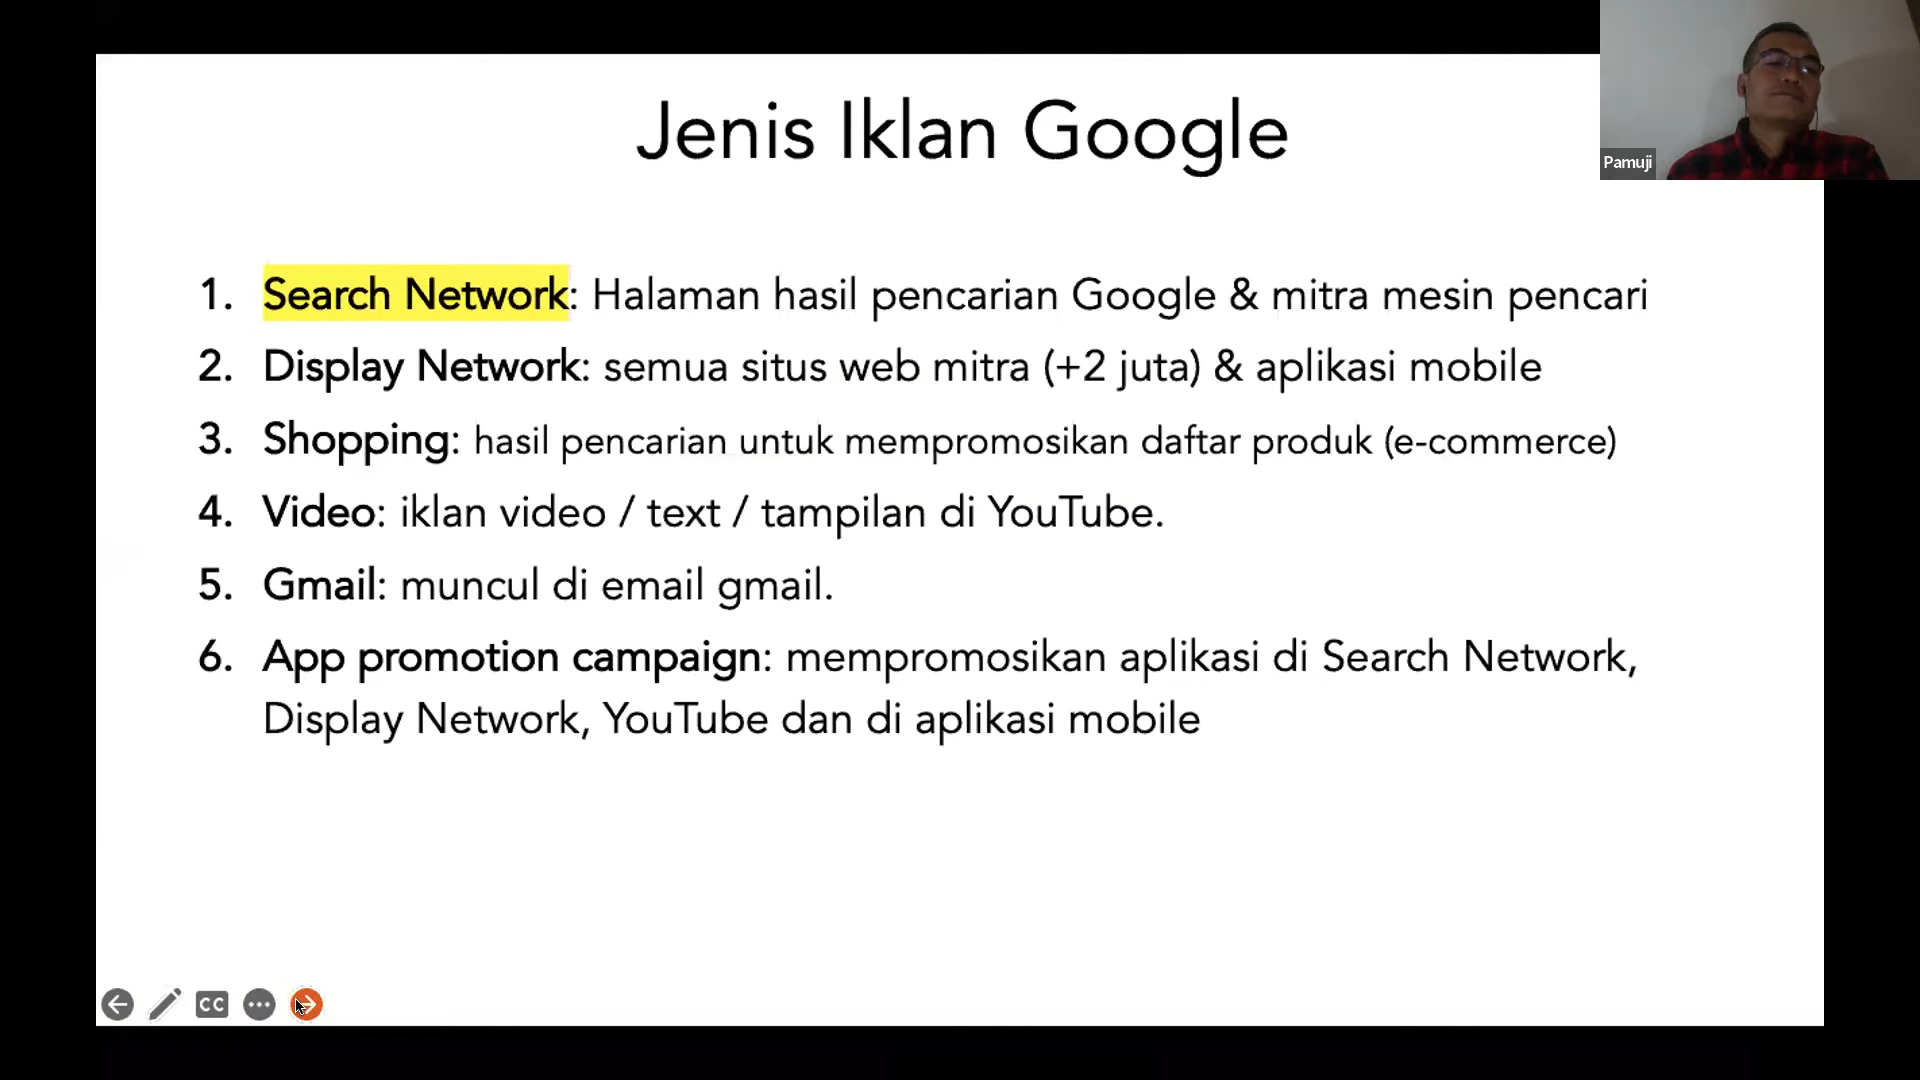 Jenis Iklan Google
Pamuji
1. Search Network: Halaman hasil pencarian Google & mitra mesin pencari
2. Display Network: semua situs web mitra (+2 juta) & aplikasi mobile
3. Shopping: hasil pencarian untuk mempromosikan daftar produk (e-commerce)
4. Video: iklan video / text / tampilan di YouTube.
5. Gmail: muncul di email gmail.
6. App promotion campaign: mempromosikan aplikasi di Search Network,
Display Network, YouTube dan di aplikasi mobile
CC